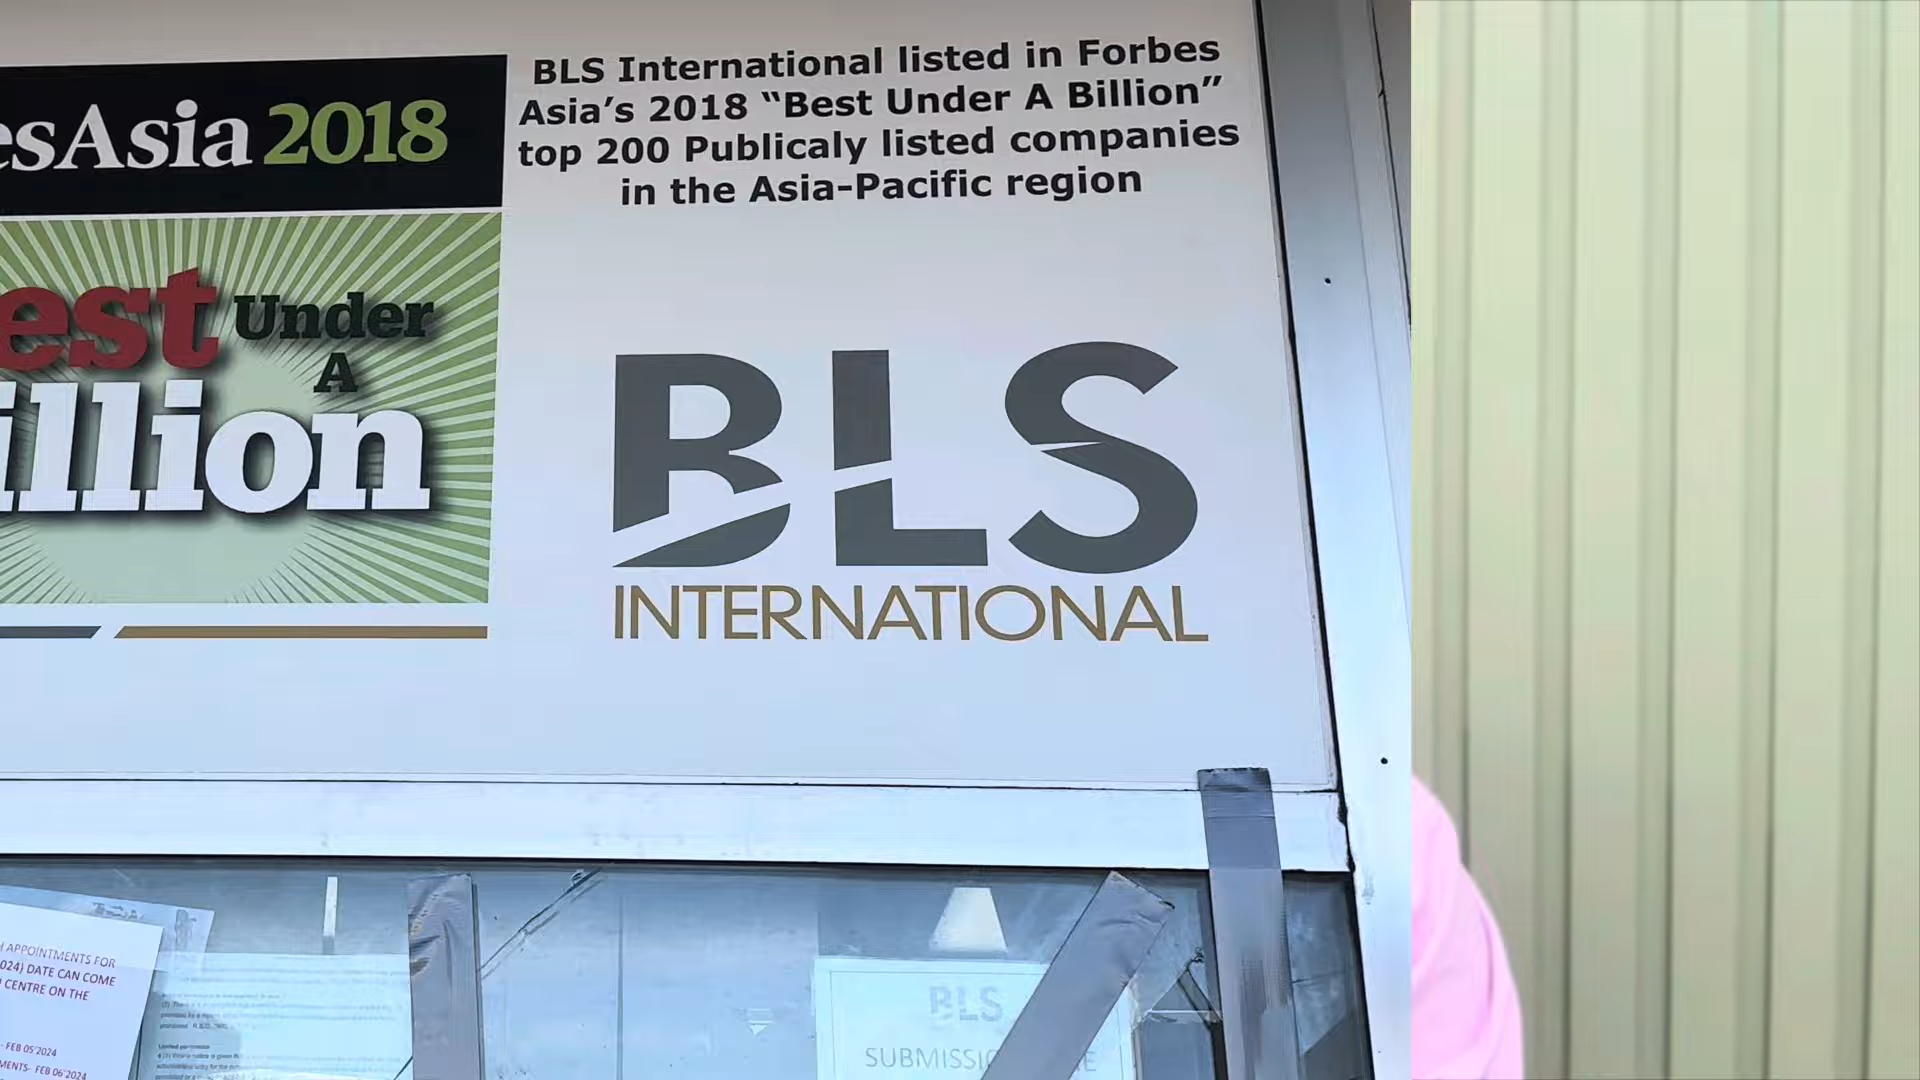 BLS International listed in Forbes
Asia's 2018 "Best Under A Billion"
top 200 Publicaly listed companies
in the Asia-Pacific region
esAsia 2018
est Under
A
illion
BLS
INTERNATIONAL
APPOINTMENTS FOR
024) DATE CAN COME
CENTRE ON THE
- FEB 05'2024
MENTS- FEB 06'2024
BLS
SUBMISSI